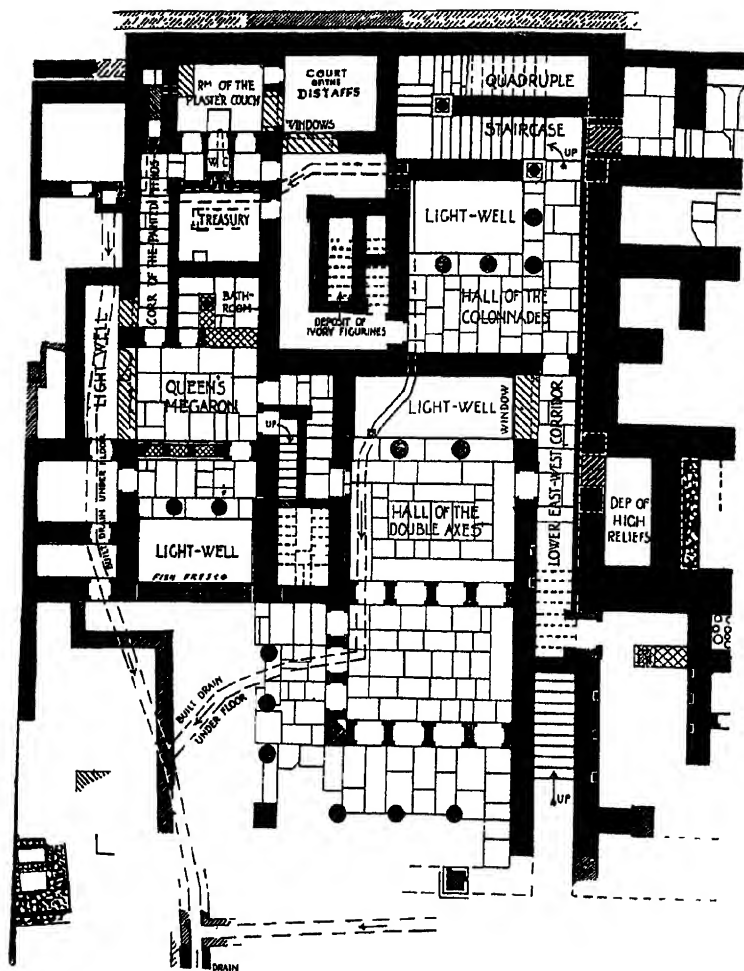 Rᴹ OF THE
PLASTER COUCH
COURT
OF THE
DISTAFFS
QUADRUPLE
STAIRCASE
UP
WINDOWS
W C
CORR OF THE PAINTED PITHOS
TREASURY
LIGHT-WELL
BATH-
ROOM
DEPOSIT OF
IVORY FIGURINES
HALL OF THE
COLONNADES
LIGHT WELL
QUEEN'S
MEGARON
LIGHT-WELL
WINDOW
LOWER EAST-WEST CORRIDOR
UP
HALL OF THE
DOUBLE AXES
DEP OF
HIGH
RELIEFS
BUILT DRAIN UNDER FLOOR
LIGHT-WELL
FISH FRESCO
BUILT DRAIN
UNDER FLOOR
UP
DRAIN